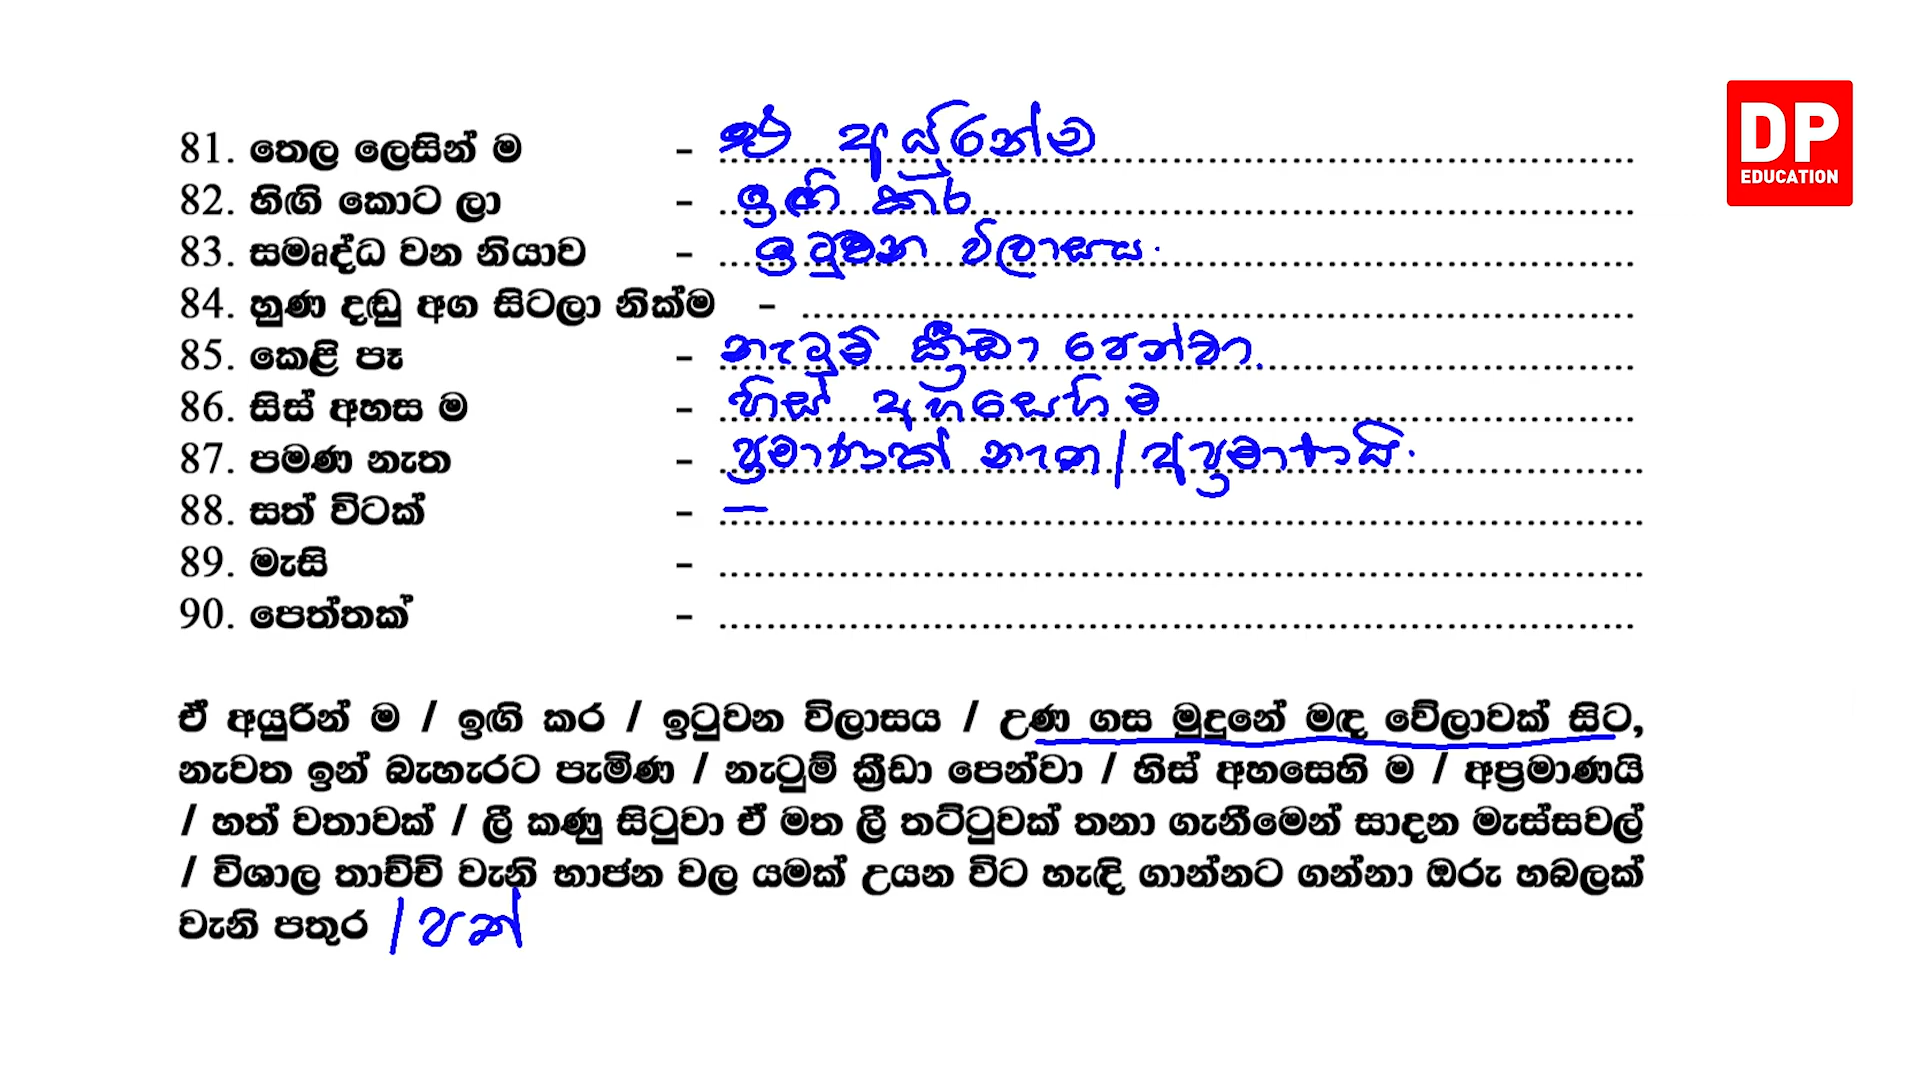 DP
EDUCATION
81. තෙල ලෙසින් ම - ඒ අයුරින්ම
82. හිඟි කොට ලා - ඉඟි කර
83. සමෘද්ධ වන නියාව - ඉටුවන විලාසය.
84. හුණ දඬු අග සිටලා නික්ම -
85. කෙළි පෑ - නැටුම් ක්‍රීඩා පෙන්වා.
86. සිස් අහස ම - හිස් අහසෙහි ම
87. පමණ නැත - ප්‍රමාණයක් නැත / අප්‍රමාණයි.
88. සත් විටක් -
89. මැසි -
90. පෙත්තක් -
ඒ අයුරින් ම / ඉඟි කර / ඉටුවන විලාසය / උණ ගස මුදුනේ මඳ වේලාවක් සිට,
නැවත ඉන් බැහැරට පැමිණ / නැටුම් ක්‍රීඩා පෙන්වා / හිස් අහසෙහි ම / අප්‍රමාණයි
/ හත් වතාවක් / ලී කණු සිටුවා ඒ මත ලී තට්ටුවක් තනා ගැනීමෙන් සාදන මැස්සවල්
/ විශාල තාච්චි වැනි භාජන වල යමක් උයන විට හැඳි ගාන්නට ගන්නා ඔරු හබලක්
වැනි පතුර / පත්